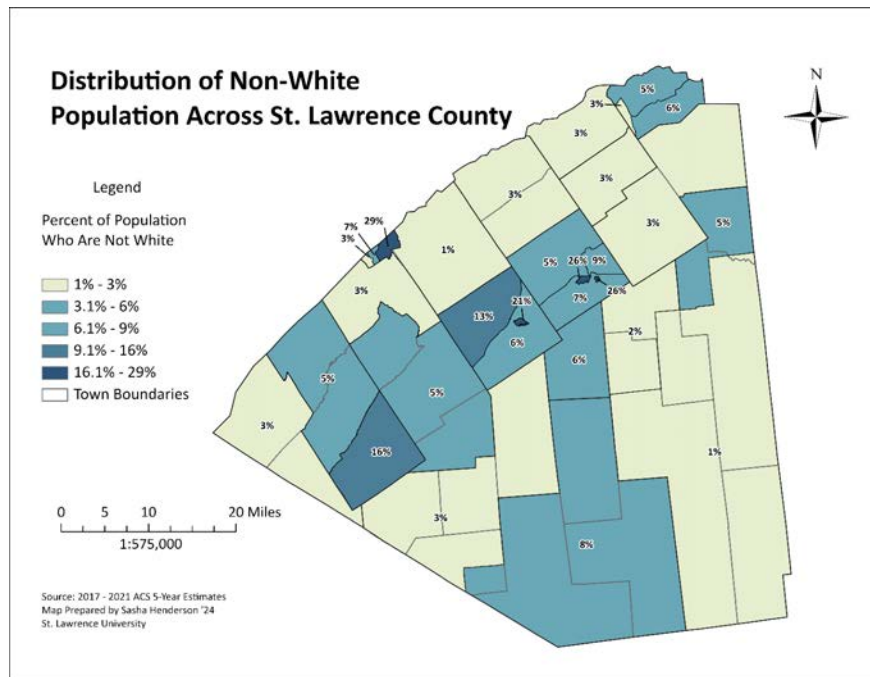 Distribution of Non-White
Population Across St. Lawrence County
N
Legend
Percent of Population
Who Are Not White
1% - 3%
3.1% - 6%
6.1% - 9%
9.1% - 16%
16.1% - 29%
Town Boundaries
0 5 10 20 Miles
1:575,000
Source: 2017 - 2021 ACS 5-Year Estimates
Map Prepared by Sasha Henderson '24
St. Lawrence University
5%
3%
6%
3%
3%
3%
29%
7%
3%
1%
3%
5%
5%
26%
9%
3%
7%
26%
21%
13%
2%
6%
6%
5%
5%
3%
16%
1%
3%
8%